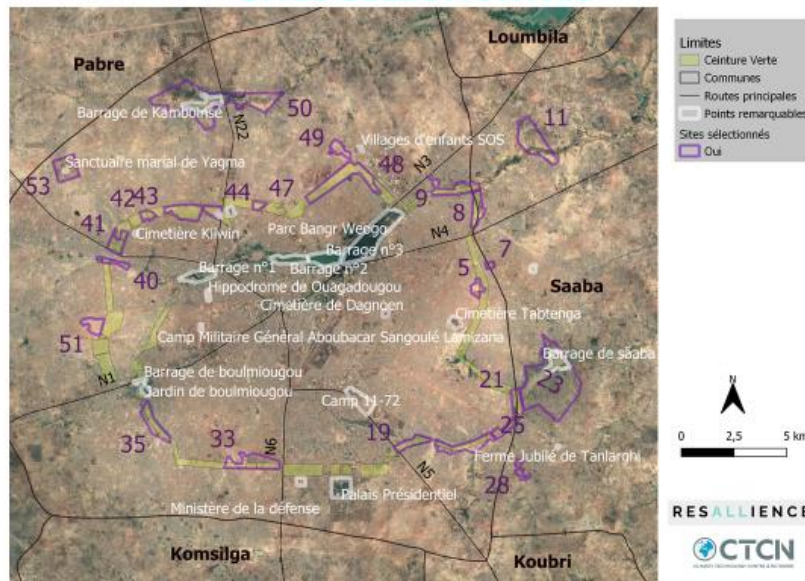 Loumbila
Pabre
Limites
Ceinture Verte
Communes
Routes principales
Points remarquables
Sites sélectionnés
Oui
50
Barrage de Kamboinsé
N22
11
49
Villages d'enfants SOS
48
N3
53
Sanctuaire marial de Yagma
42
43
44
47
9
8
41
Cimetière Kilwin
Parc Bangr Weogo
N4
Barrage n°3
7
40
Barrage n°1
Barrage n°2
5
Hippodrome de Ouagadougou
Saaba
Cimetière de Dagnoen
Cimetière Tabtenga
51
Camp Militaire Général Aboubacar Sangoulé Lamizana
N1
Barrage de boulmiougou
Barrage de saaba
Jardin de boulmiougou
21
23
Camp 11-72
N
35
33
N6
19
25
0 2,5 5 km
N5
Ferme Jubilé de Tanlarghi
28
Palais Présidentiel
Ministère de la défense
RESALLIENCE
Komsilga
Koubri
CTCN